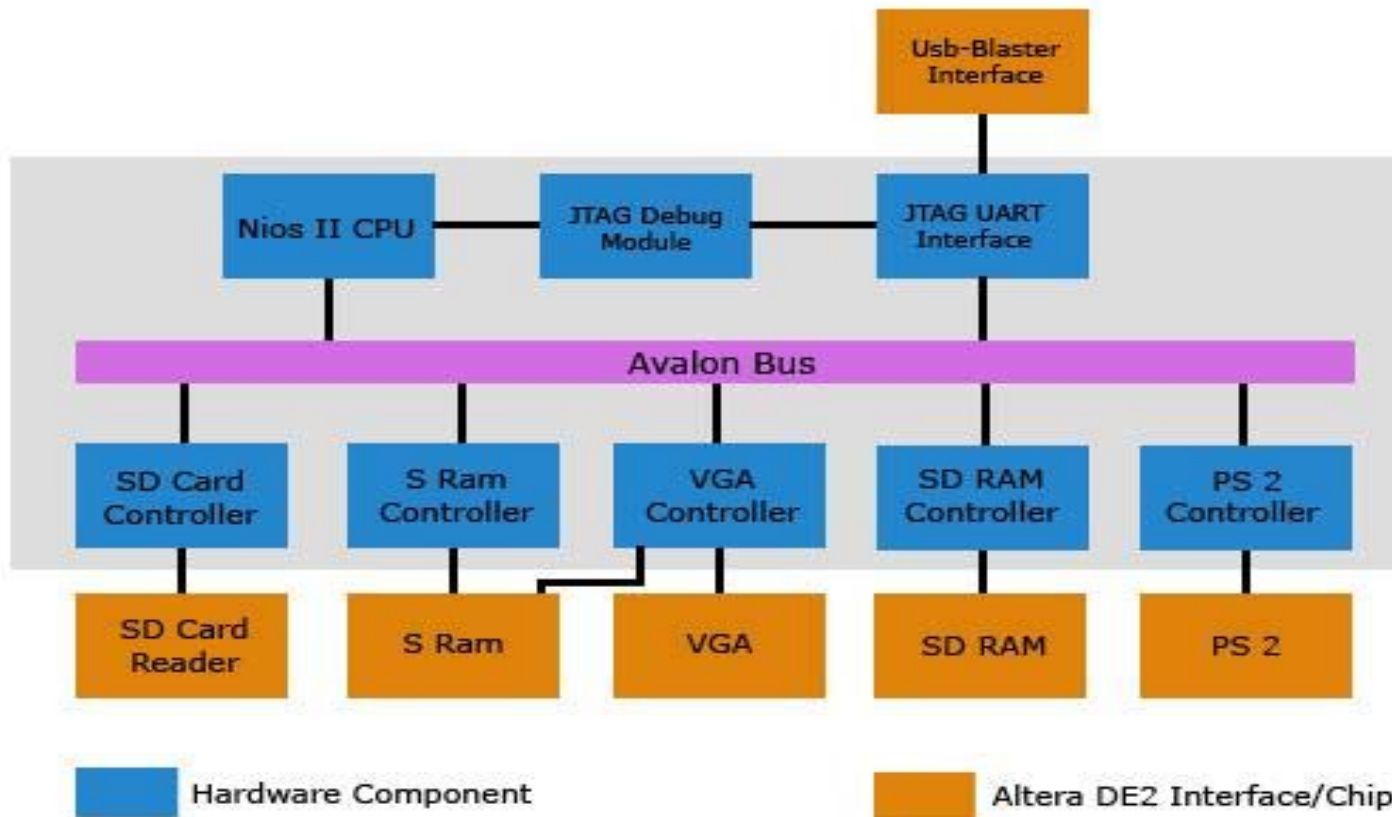 Usb-Blaster
Interface
Nios II CPU
JTAG Debug
Module
JTAG UART
Interface
Avalon Bus
SD Card
Controller
S Ram
Controller
VGA
Controller
SD RAM
Controller
PS 2
Controller
SD Card
Reader
S Ram
VGA
SD RAM
PS 2
Hardware Component
Altera DE2 Interface/Chip